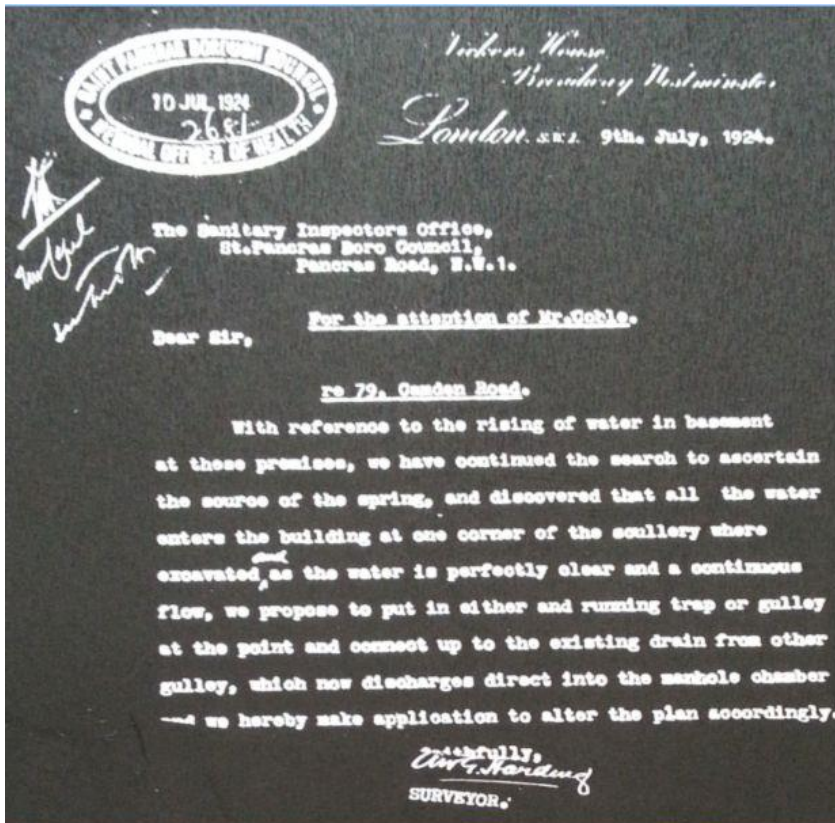 SAINT PANCRAS BOROUGH COUNCIL
10 JUL 1924
MEDICAL OFFICER OF HEALTH
Vickers House,
Broadway Westminster,
London. S.W.1. 9th. July, 1924.
The Sanitary Inspectors Office,
St.Pancras Boro Council,
Pancras Road, N.W.1.
For the attention of Mr.Coble.
Dear Sir,
re 79, Camden Road.
With reference to the rising of water in basement
at these premises, we have continued the search to ascertain
the source of the spring, and discovered that all the water
enters the building at one corner of the scullery where
excavated, and as the water is perfectly clear and a continuous
flow, we propose to put in either and running trap or gulley
at the point and connect up to the existing drain from other
gulley, which now discharges direct into the manhole chamber
and we hereby make application to alter the plan accordingly.
faithfully,
Harding
SURVEYOR.